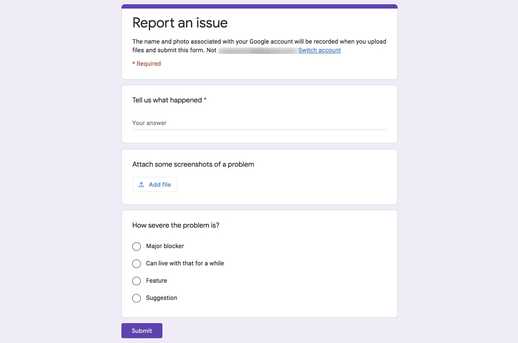 Report an issue
The name and photo associated with your Google account will be recorded when you upload
files and submit this form. Not Switch account
* Required
Tell us what happened *
Your answer
Attach some screenshots of a problem
Add file
How severe the problem is?
Major blocker
Can live with that for a while
Feature
Suggestion
Submit